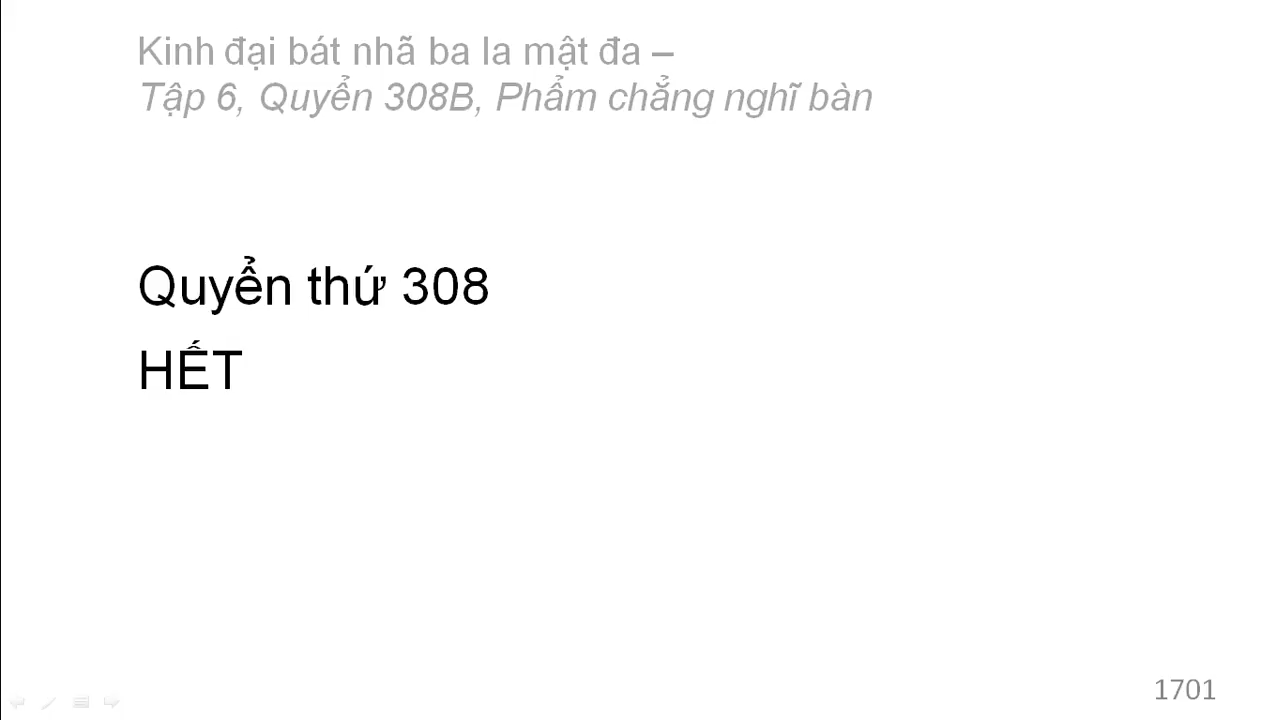 Kinh đại bát nhã ba la mật đa –
Tập 6, Quyển 308B, Phẩm chẳng nghĩ bàn
Quyển thứ 308
HẾT
1701